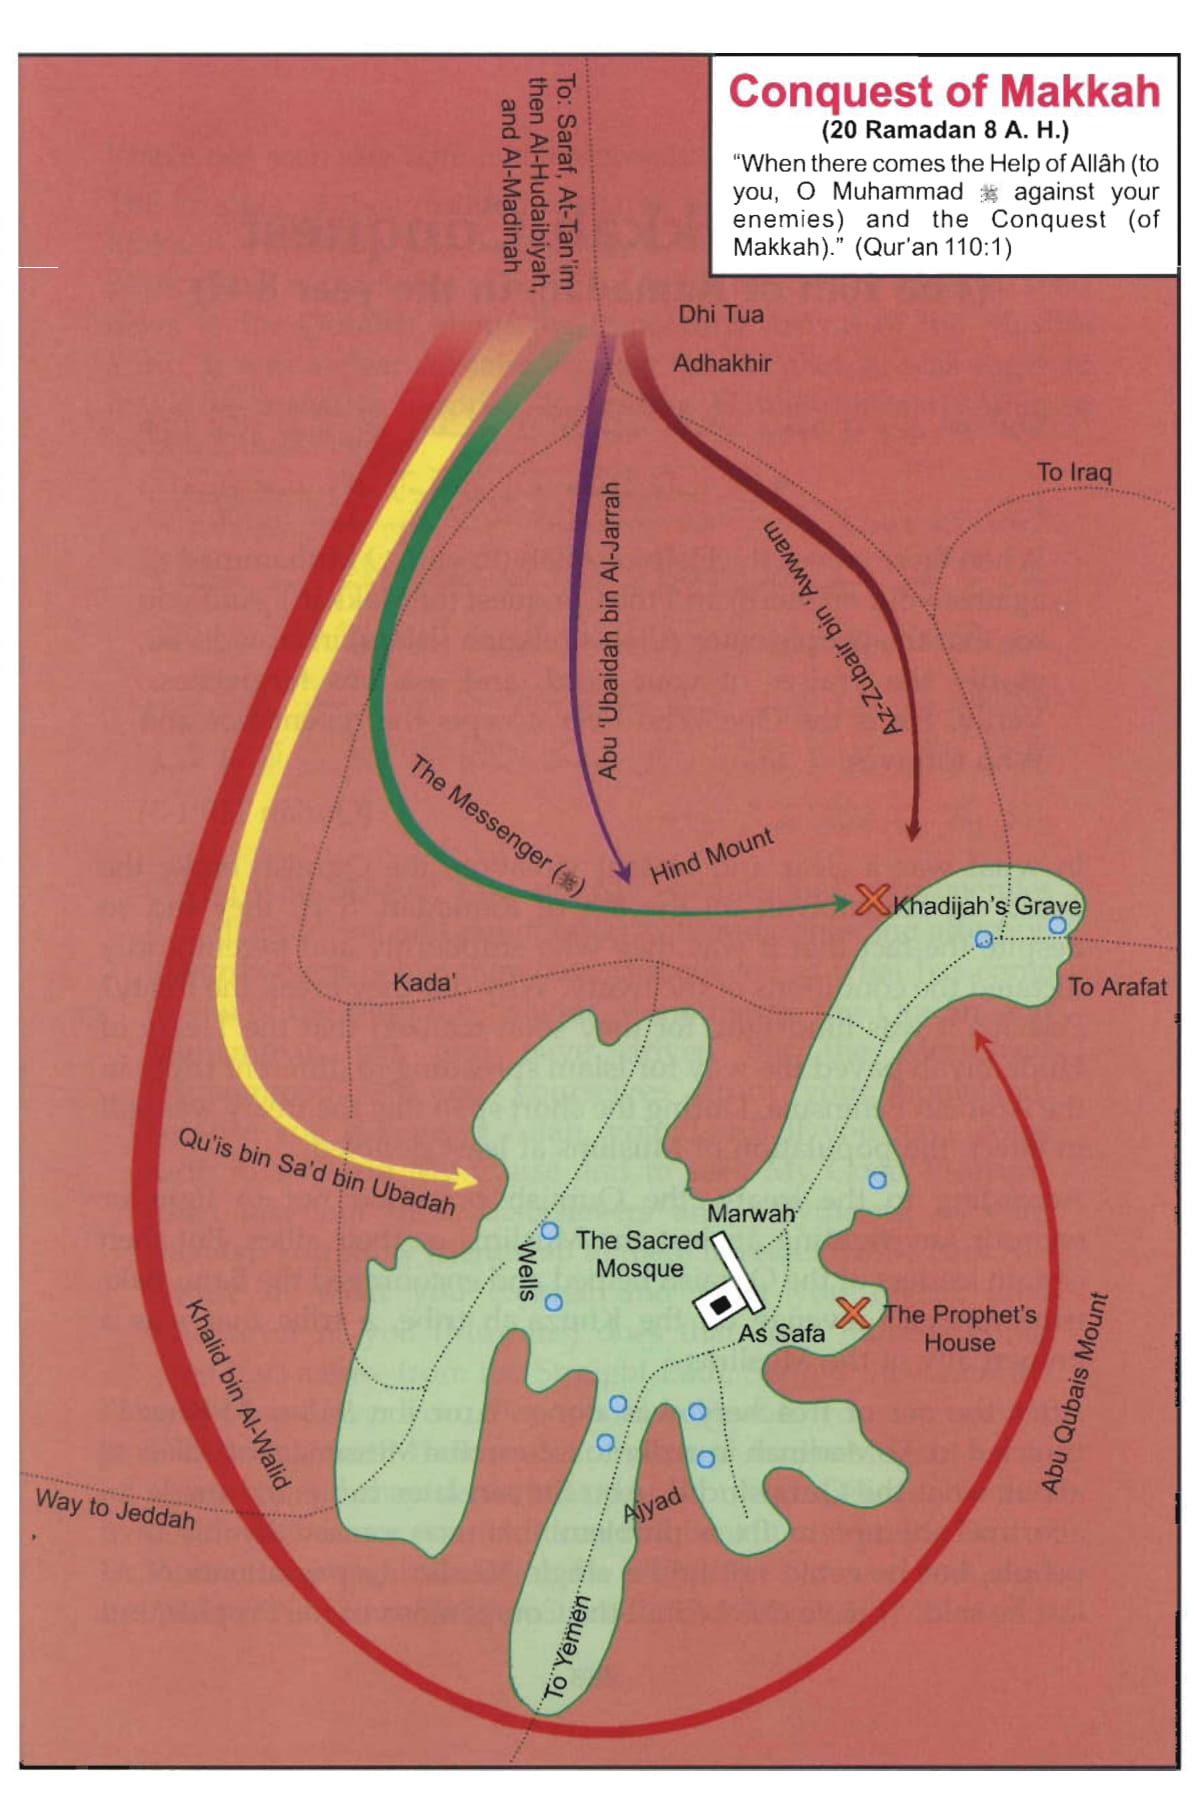 Conquest of Makkah
(20 Ramadan 8 A. H.)
“When there comes the Help of Allâh (to
you, O Muhammad ﷺ against your
enemies) and the Conquest (of
Makkah).” (Qur’an 110:1)
To: Saraf, At-Tan’im
then Al-Hudaibiyah
and Al-Madinah
Dhi Tua
Adhakhir
To Iraq
Abu ‘Ubaidah bin Al-Jarrah
Az-Zubair bin ‘Awwam
The Messenger (ﷺ)
Hind Mount
Khadijah’s Grave
Kada’
To Arafat
Qu’is bin Sa’d bin Ubadah
Marwah
The Sacred
Mosque
Wells
As Safa
The Prophet’s
House
Khalid bin Al-Walid
Abu Qubais Mount
Way to Jeddah
Ajyad
To Yemen